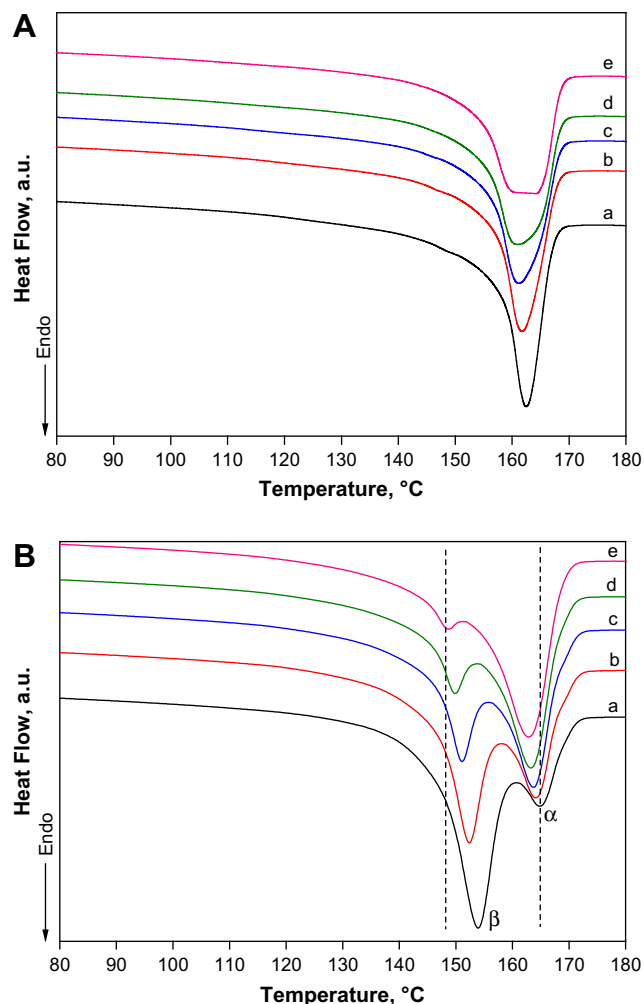 A
e
d
c
b
a
Heat Flow, a.u.
Endo
80 90 100 110 120 130 140 150 160 170 180
Temperature, °C
B
e
d
c
b
a
α
β
Heat Flow, a.u.
Endo
80 90 100 110 120 130 140 150 160 170 180
Temperature, °C